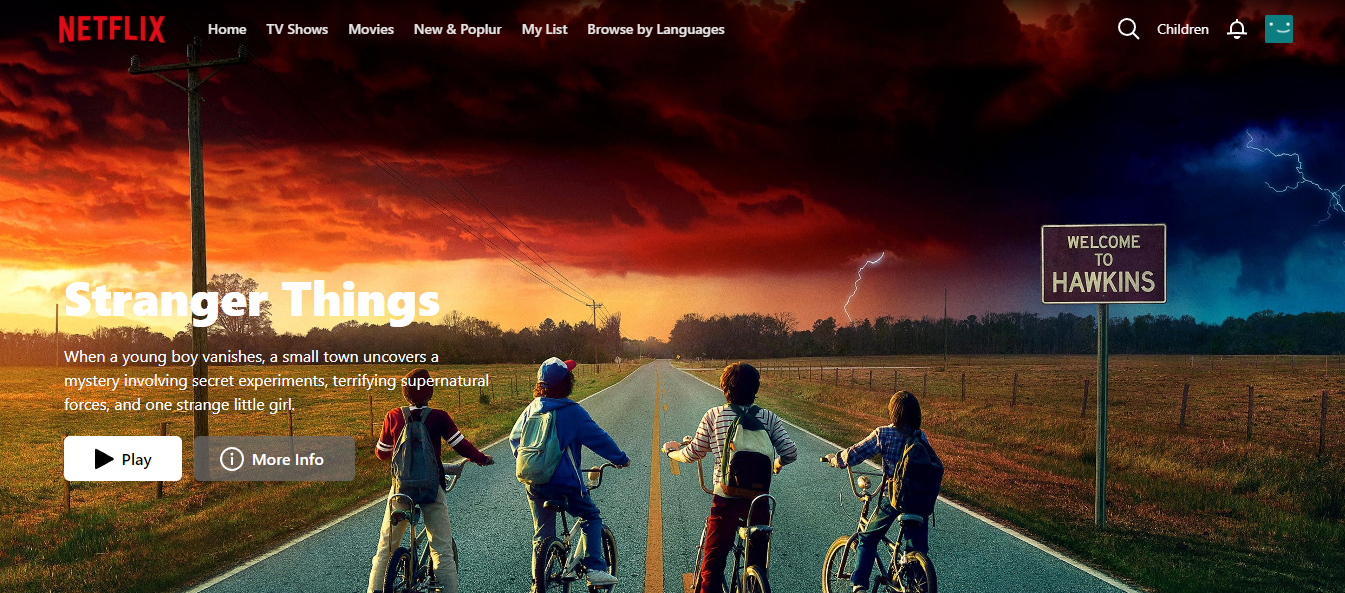 NETFLIX Home TV Shows Movies New & Poplur My List Browse by Languages Children
WELCOME
TO
HAWKINS
Stranger Things
When a young boy vanishes, a small town uncovers a
mystery involving secret experiments, terrifying supernatural
forces, and one strange little girl.
Play More Info